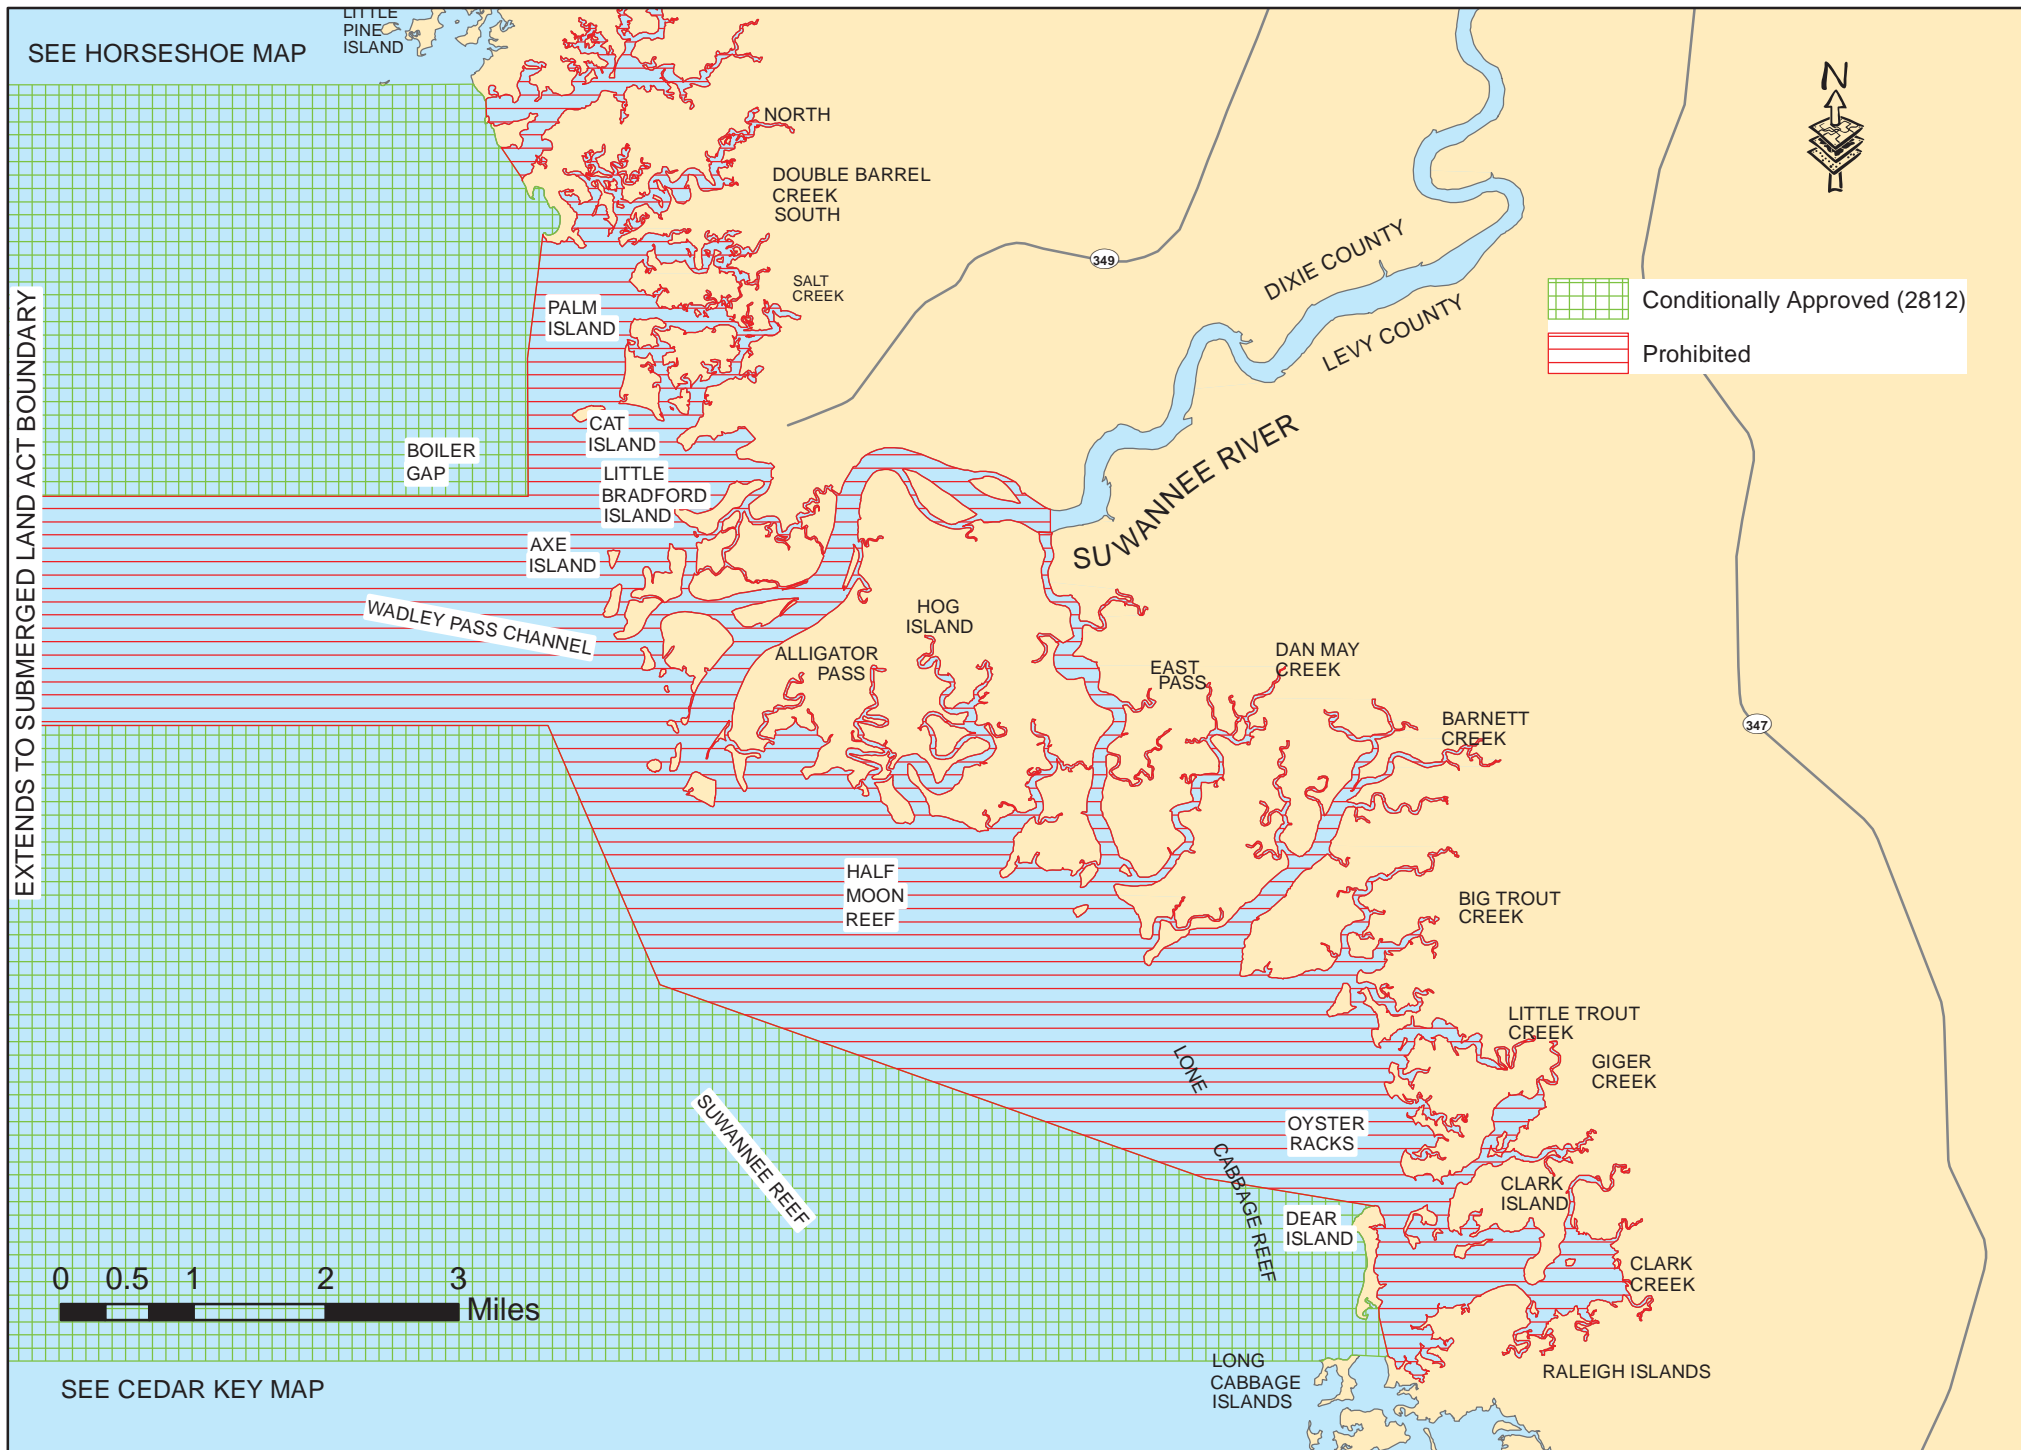 LITTLE
PINE
ISLAND
SEE HORSESHOE MAP
N
NORTH
DOUBLE BARREL
CREEK
SOUTH
349
DIXIE COUNTY
LEVY COUNTY
SALT
CREEK
Conditionally Approved (2812)
Prohibited
PALM
ISLAND
EXTENDS TO SUBMERGED LAND ACT BOUNDARY
CAT
ISLAND
BOILER
GAP
LITTLE
BRADFORD
ISLAND
SUWANNEE RIVER
AXE
ISLAND
WADLEY PASS CHANNEL
HOG
ISLAND
ALLIGATOR
PASS
EAST
PASS
DAN MAY
CREEK
BARNETT
CREEK
347
HALF
MOON
REEF
BIG TROUT
CREEK
LITTLE TROUT
CREEK
GIGER
CREEK
LONE
OYSTER
RACKS
SUWANNEE REEF
CABBAGE REEF
CLARK
ISLAND
DEAR
ISLAND
CLARK
CREEK
0 0.5 1 2 3
Miles
LONG
CABBAGE
ISLANDS
RALEIGH ISLANDS
SEE CEDAR KEY MAP